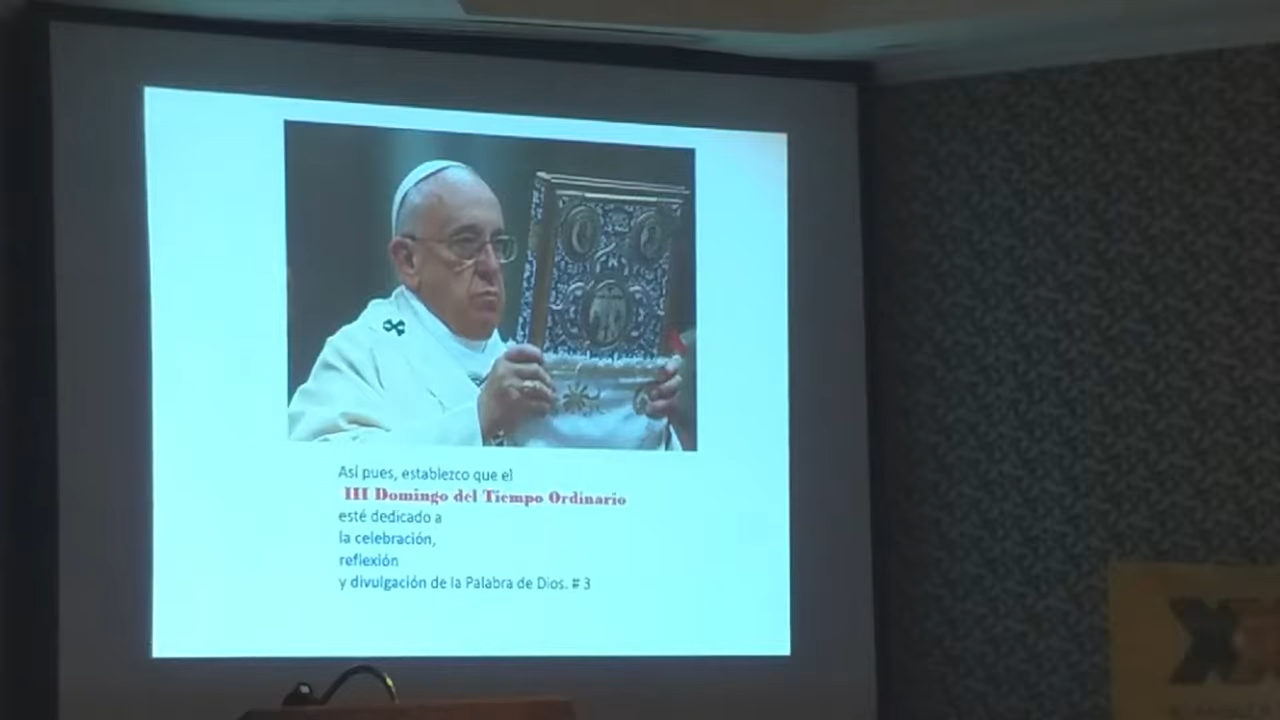 Así pues, establezco que el
III Domingo del Tiempo Ordinario
esté dedicado a
la celebración,
reflexión
y divulgación de la Palabra de Dios. # 3